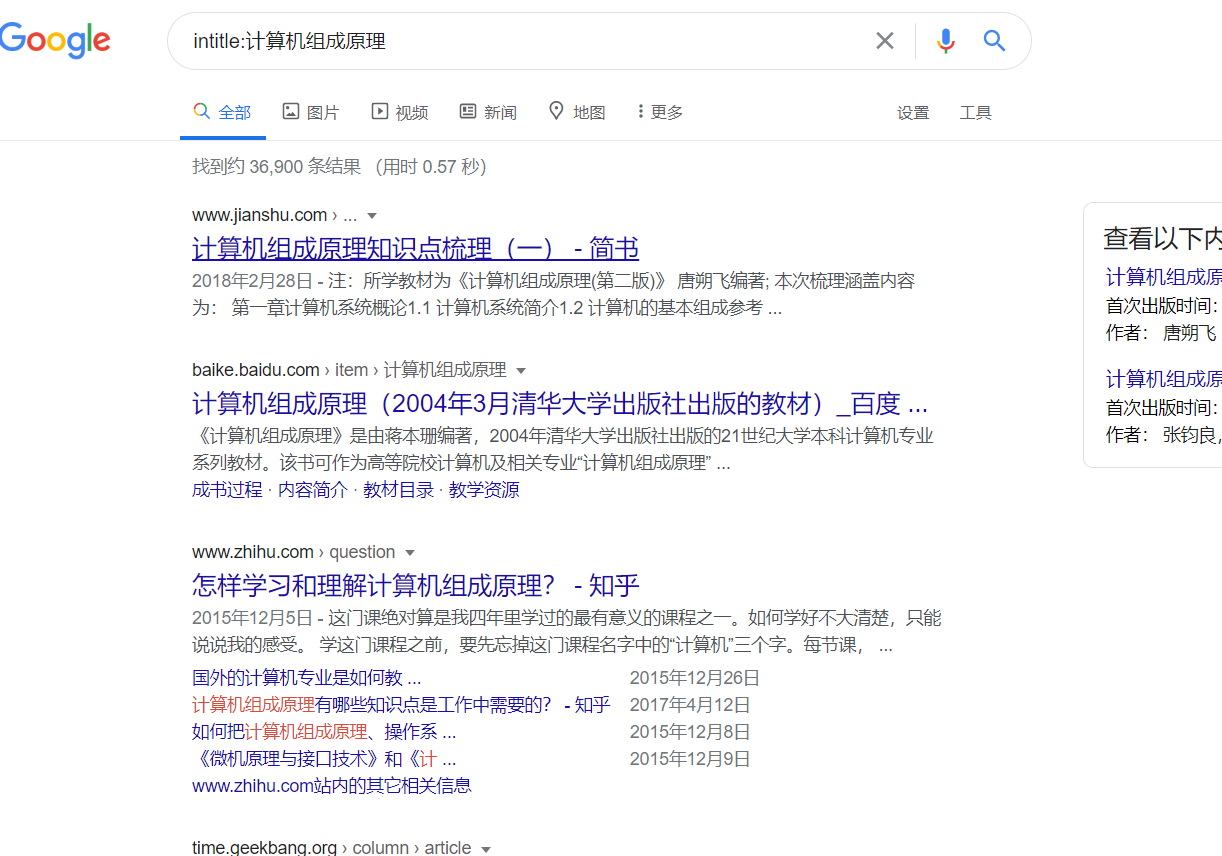 Google
intitle:计算机组成原理
全部 图片 视频 新闻 地图 更多 设置 工具
找到约 36,900 条结果 （用时 0.57 秒）
www.jianshu.com › ...
计算机组成原理知识点梳理（一） - 简书
2018年2月28日 - 注：所学教材为《计算机组成原理(第二版)》 唐朔飞编著; 本次梳理涵盖内容
为： 第一章计算机系统概论1.1 计算机系统简介1.2 计算机的基本组成参考 ...
baike.baidu.com › item › 计算机组成原理
计算机组成原理（2004年3月清华大学出版社出版的教材）_百度 ...
《计算机组成原理》是由蒋本珊编著，2004年清华大学出版社出版的21世纪大学本科计算机专业
系列教材。该书可作为高等院校计算机及相关专业“计算机组成原理” ...
成书过程 · 内容简介 · 教材目录 · 教学资源
www.zhihu.com › question
怎样学习和理解计算机组成原理？ - 知乎
2015年12月5日 - 这门课绝对算是我四年里学过的最有意义的课程之一。如何学好不大清楚，只能
说说我的感受。 学这门课程之前，要先忘掉这门课程名字中的“计算机”三个字。每节课， ...
国外的计算机专业是如何教 ... 2015年12月26日
计算机组成原理有哪些知识点是工作中需要的？ - 知乎 2017年4月12日
如何把计算机组成原理、操作系 ... 2015年12月8日
《微机原理与接口技术》和《计 ... 2015年12月9日
www.zhihu.com站内的其它相关信息
time.geekbang.org › column › article
查看以下内
计算机组成原
首次出版时间：
作者： 唐朔飞
计算机组成原
首次出版时间：
作者： 张钧良,